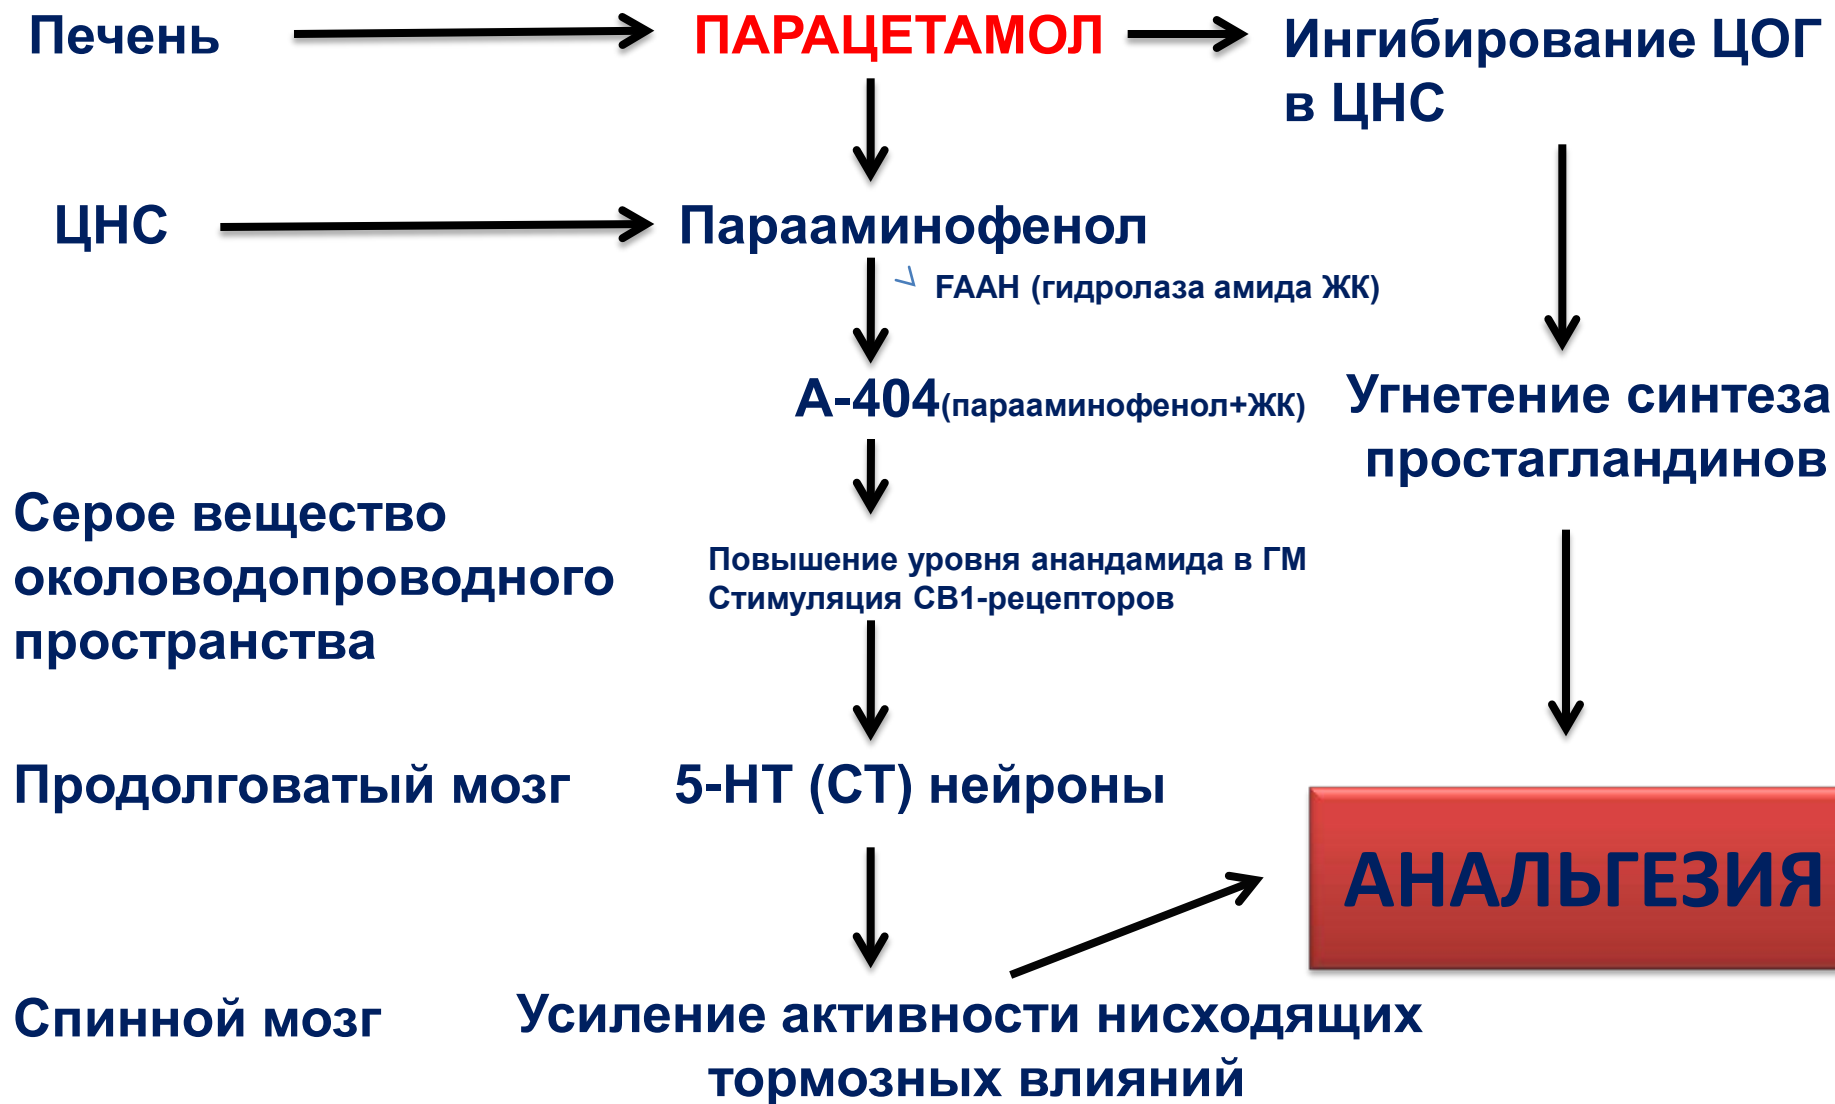 Печень
ПАРАЦЕТАМОЛ
Ингибирование ЦОГ
в ЦНС
ЦНС
Парааминофенол
FAAH (гидролаза амида ЖК)
А-404(парааминофенол+ЖК)
Угнетение синтеза
простагландинов
Серое вещество
околоводопроводного
пространства
Повышение уровня анандамида в ГМ
Стимуляция СВ1-рецепторов
Продолговатый мозг
5-НТ (СТ) нейроны
АНАЛЬГЕЗИЯ
Спинной мозг
Усиление активности нисходящих
тормозных влияний